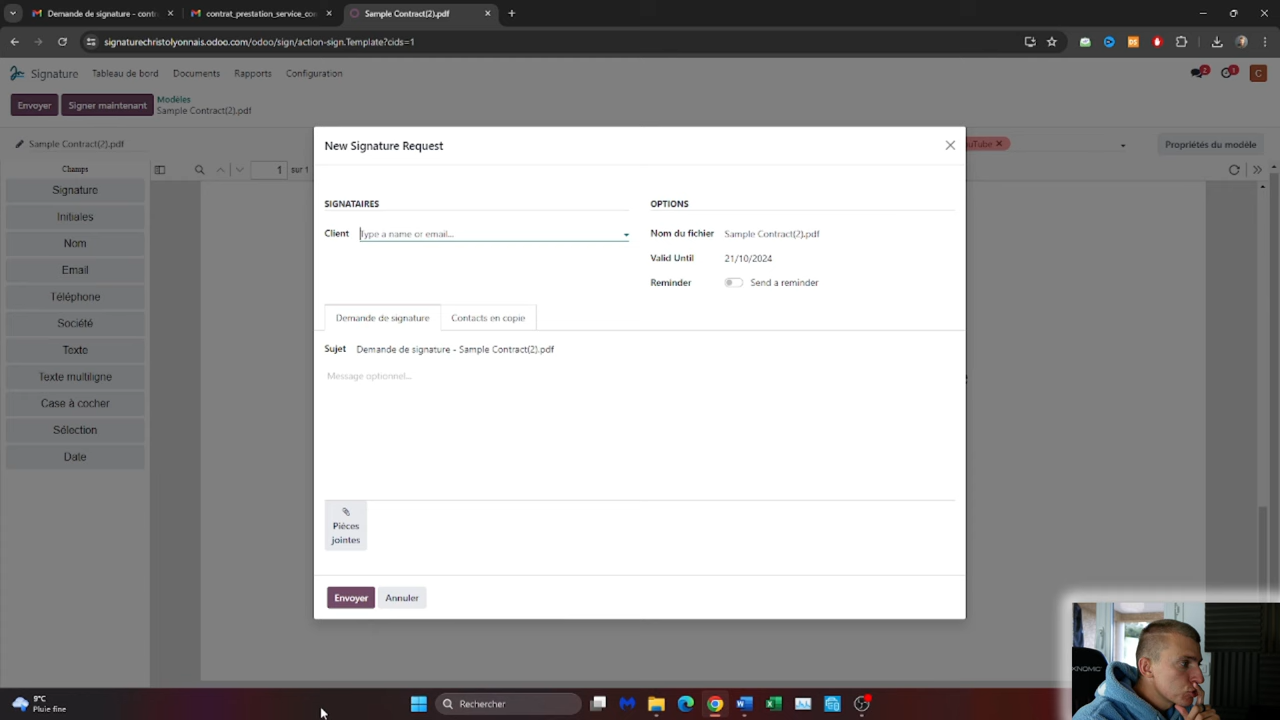 Demande de signature - contr
contrat_prestation_service_co
Sample Contract(2).pdf
signaturechristolyonnais.odoo.com/odoo/sign/action-sign.Template?cids=1
Signature Tableau de bord Documents Rapports Configuration
2 1 C
Envoyer Signer maintenant Modèles
Sample Contract(2).pdf
Sample Contract(2).pdf
Propriétés du modèle
Champs
1 sur 1
Signature
Initiales
Nom
Email
Téléphone
Société
Texte
Texte multiligne
Case à cocher
Sélection
Date
New Signature Request
SIGNATAIRES
Client Type a name or email...
OPTIONS
Nom du fichier Sample Contract(2).pdf
Valid Until 21/10/2024
Reminder Send a reminder
Demande de signature Contacts en copie
Sujet Demande de signature - Sample Contract(2).pdf
Message optionnel...
Pièces
jointes
Envoyer Annuler
9°C
Pluie fine
Rechercher
KNOMIC